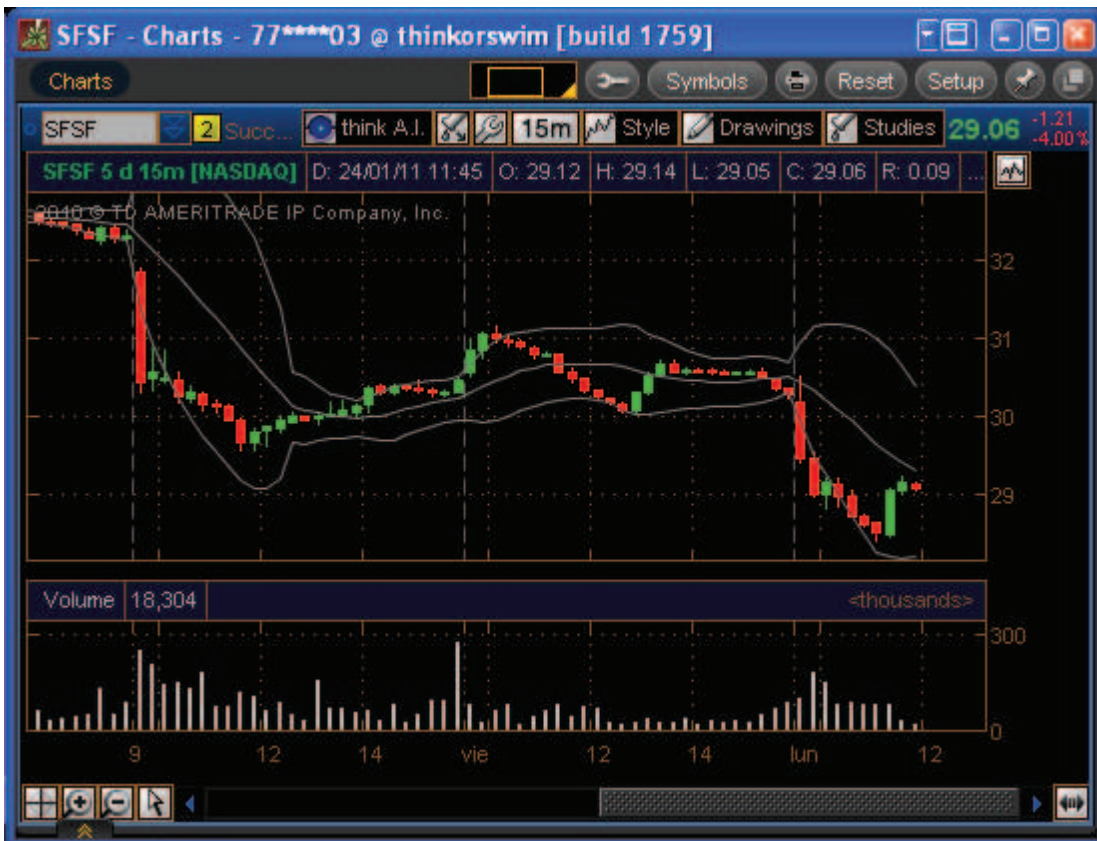 SFSF - Charts - 77****03 @ thinkorswim [build 1759]
Charts Symbols Reset Setup
SFSF 2 Succ... think A.I. 15m Style Drawings Studies 29.06 -1.21 -4.00%
SFSF 5 d 15m [NASDAQ] D: 24/01/11 11:45 O: 29.12 H: 29.14 L: 29.05 C: 29.06 R: 0.09 ...
2010 © TD AMERITRADE IP Company, Inc.
32
31
30
29
Volume 18,304 <thousands>
300
0
9 12 14 vie 12 14 lun 12